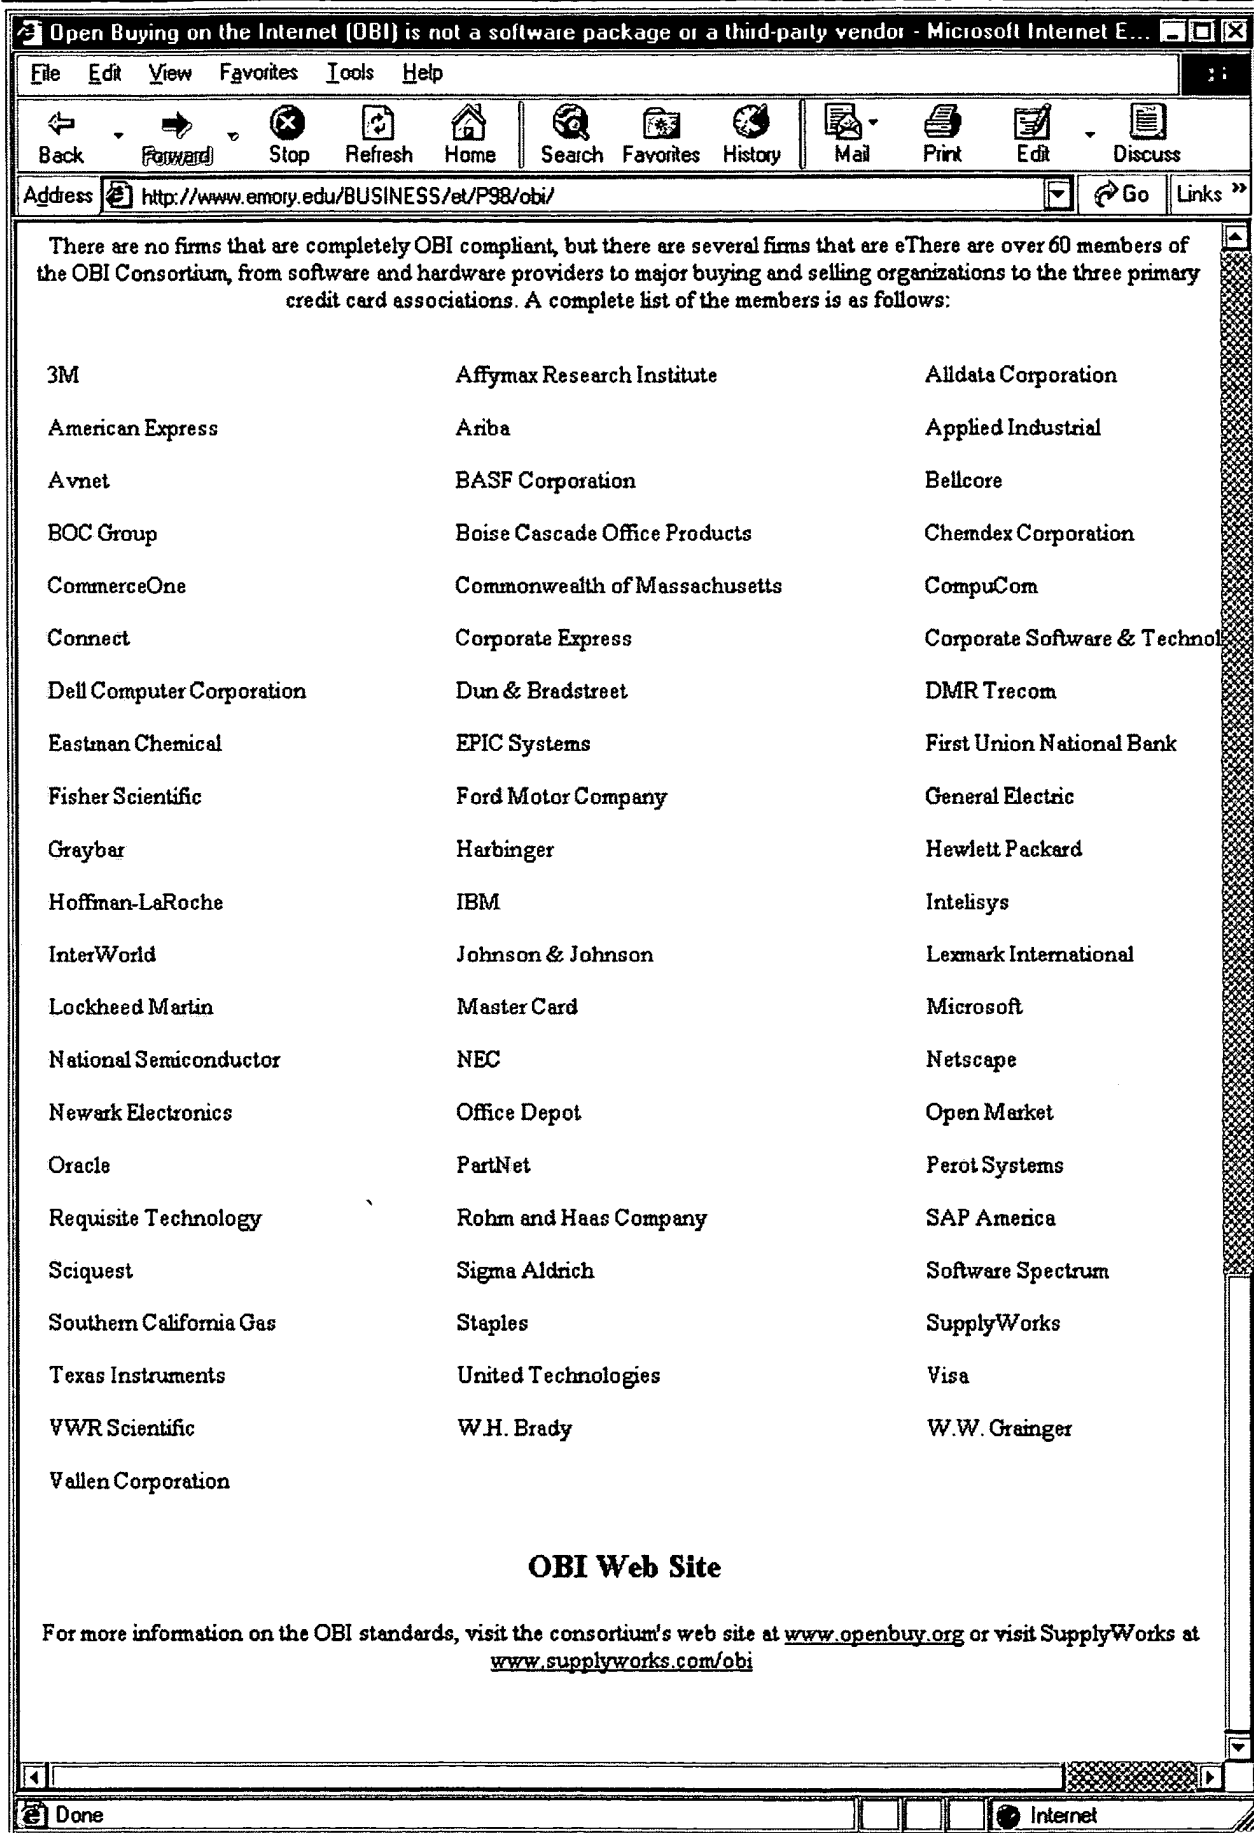 Open Buying on the Internet (OBI) is not a software package or a third-party vendor - Microsoft Internet E...
File Edit View Favorites Tools Help
Back Forward Stop Refresh Home Search Favorites History Mail Print Edit Discuss
Address http://www.emory.edu/BUSINESS/et/P98/obi/ Go Links »
There are no firms that are completely OBI compliant, but there are several firms that are eThere are over 60 members of
the OBI Consortium, from software and hardware providers to major buying and selling organizations to the three primary
credit card associations. A complete list of the members is as follows:
3M Affymax Research Institute Alldata Corporation
American Express Ariba Applied Industrial
Avnet BASF Corporation Bellcore
BOC Group Boise Cascade Office Products Chemdex Corporation
CommerceOne Commonwealth of Massachusetts CompuCom
Connect Corporate Express Corporate Software & Technol
Dell Computer Corporation Dun & Bradstreet DMR Trecom
Eastman Chemical EPIC Systems First Union National Bank
Fisher Scientific Ford Motor Company General Electric
Graybar Harbinger Hewlett Packard
Hoffman-LaRoche IBM Intelisys
InterWorld Johnson & Johnson Lexmark International
Lockheed Martin Master Card Microsoft
National Semiconductor NEC Netscape
Newark Electronics Office Depot Open Market
Oracle PartNet Perot Systems
Requisite Technology Rohm and Haas Company SAP America
Sciquest Sigma Aldrich Software Spectrum
Southern California Gas Staples SupplyWorks
Texas Instruments United Technologies Visa
VWR Scientific W.H. Brady W.W. Grainger
Vallen Corporation
OBI Web Site
For more information on the OBI standards, visit the consortium's web site at www.openbuy.org or visit SupplyWorks at
www.supplyworks.com/obi
Done Internet